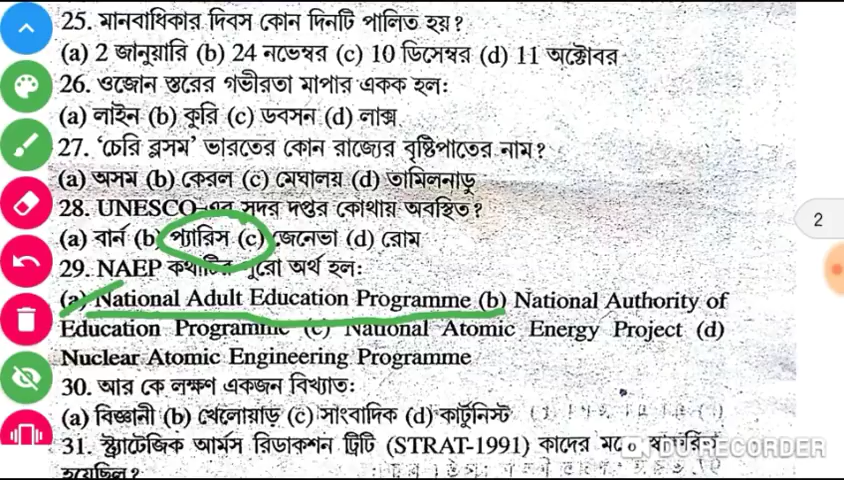 25. মানবাধিকার দিবস কোন দিনটি পালিত হয়?
(a) 2 জানুয়ারি (b) 24 নভেম্বর (c) 10 ডিসেম্বর (d) 11 অক্টোবর
26. ওজোন স্তরের গভীরতা মাপার একক হল:
(a) লাইন (b) কুরি (c) ডবসন (d) লাক্স
27. ‘চেরি ব্লসম’ ভারতের কোন রাজ্যের বৃষ্টিপাতের নাম?
(a) অসম (b) কেরল (c) মেঘালয় (d) তামিলনাড়ু
28. UNESCO-এর সদর দপ্তর কোথায় অবস্থিত?
(a) বার্ন (b) প্যারিস (c) জেনেভা (d) রোম
29. NAEP কথাটির পুরো অর্থ হল:
(a) National Adult Education Programme (b) National Authority of
Education Programme (c) National Atomic Energy Project (d)
Nuclear Atomic Engineering Programme
30. আর কে লক্ষণ একজন বিখ্যাত:
(a) বিজ্ঞানী (b) খেলোয়াড় (c) সাংবাদিক (d) কার্টুনিস্ট
31. স্ট্র্যাটেজিক আর্মস রিডাকশন ট্রিটি (STRAT-1991) কাদের মধ্যে
হয়েছিল?
2
DU RECORDER